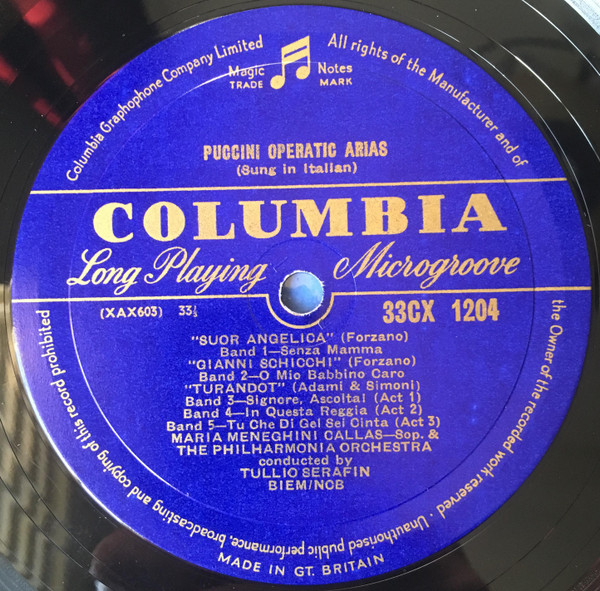 Columbia Graphophone Company Limited
All rights of the Manufacturer and of
the Owner of the recorded work reserved · Unauthorised public performance, broadcasting and copying of this record prohibited
Magic Notes
TRADE MARK
PUCCINI OPERATIC ARIAS
(Sung in Italian)
COLUMBIA
Long Playing Microgroove
(XAX603) 33⅓
33CX 1204
"SUOR ANGELICA" (Forzano)
Band 1—Senza Mamma
"GIANNI SCHICCHI" (Forzano)
Band 2—O Mio Babbino Caro
"TURANDOT" (Adami & Simoni)
Band 3—Signore, Ascolta! (Act 1)
Band 4—In Questa Reggia (Act 2)
Band 5—Tu Che Di Gel Sei Cinta (Act 3)
MARIA MENEGHINI CALLAS—Sop. &
THE PHILHARMONIA ORCHESTRA
conducted by
TULLIO SERAFIN
BIEM/NCB
MADE IN GT. BRITAIN